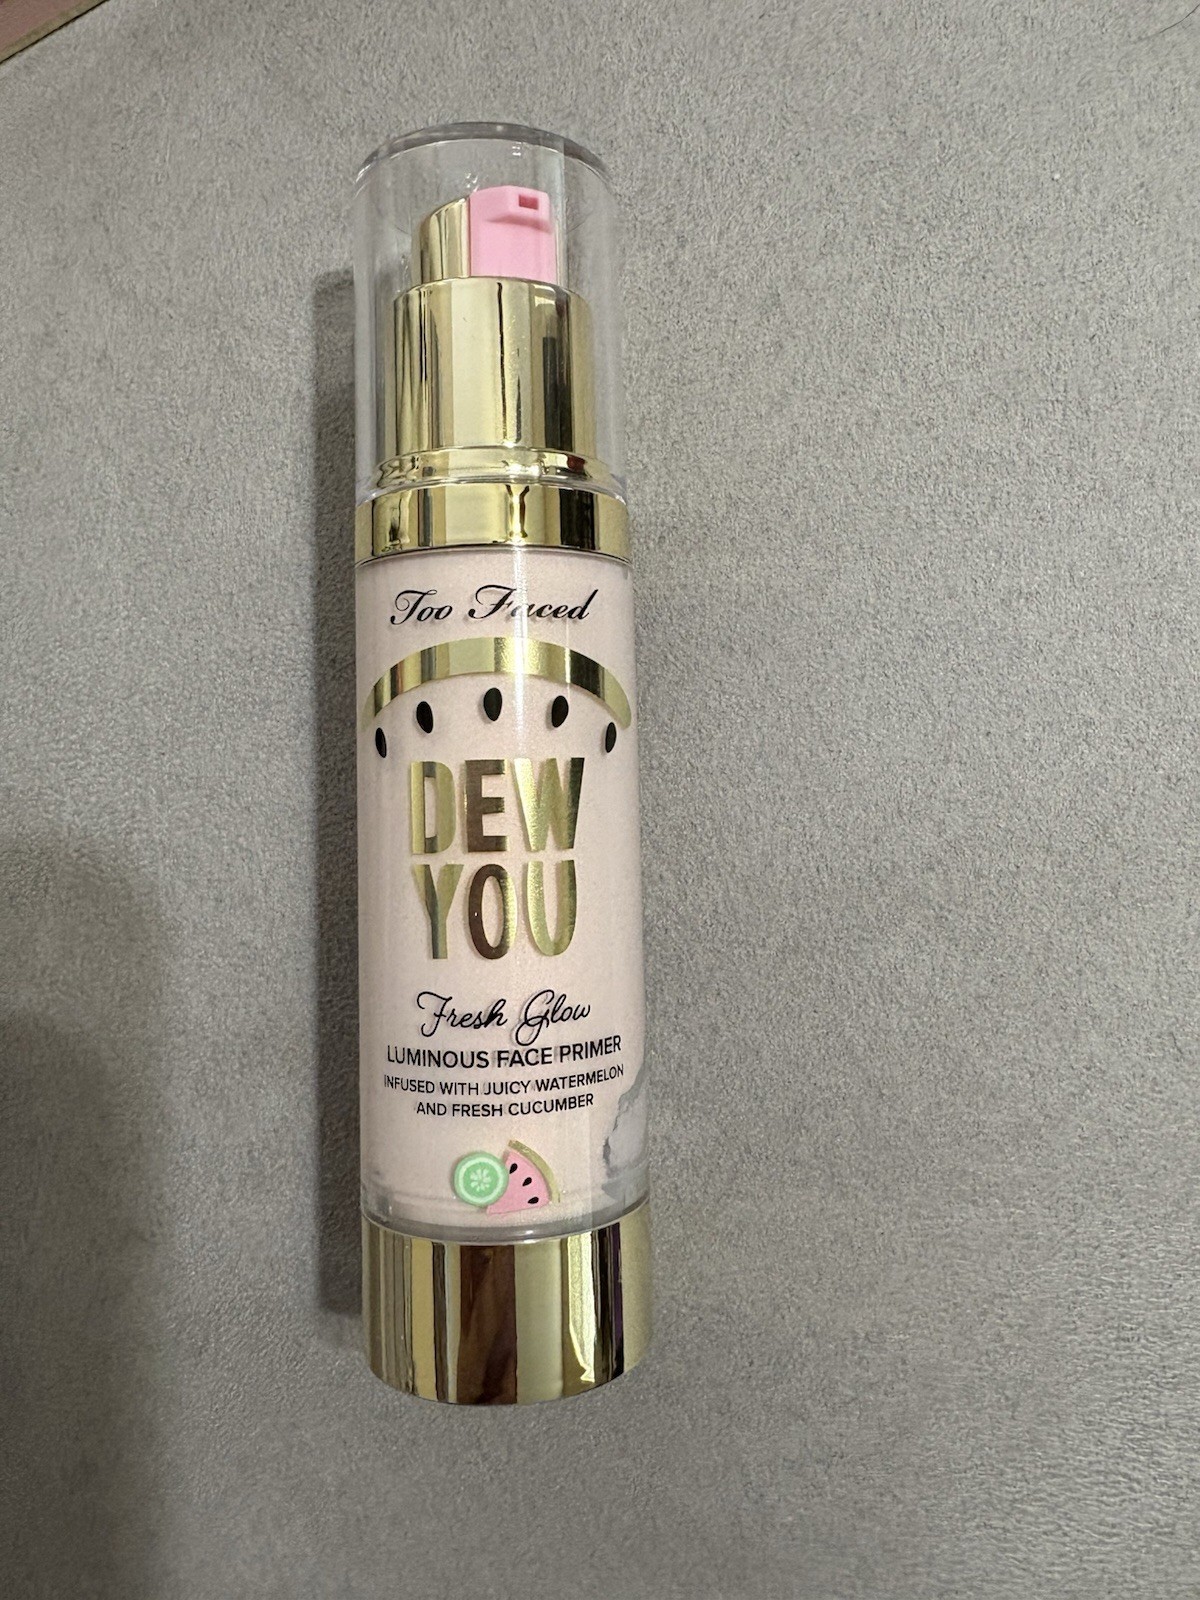 Too Faced
DEW
YOU
Fresh Glow
LUMINOUS FACE PRIMER
INFUSED WITH JUICY WATERMELON
AND FRESH CUCUMBER